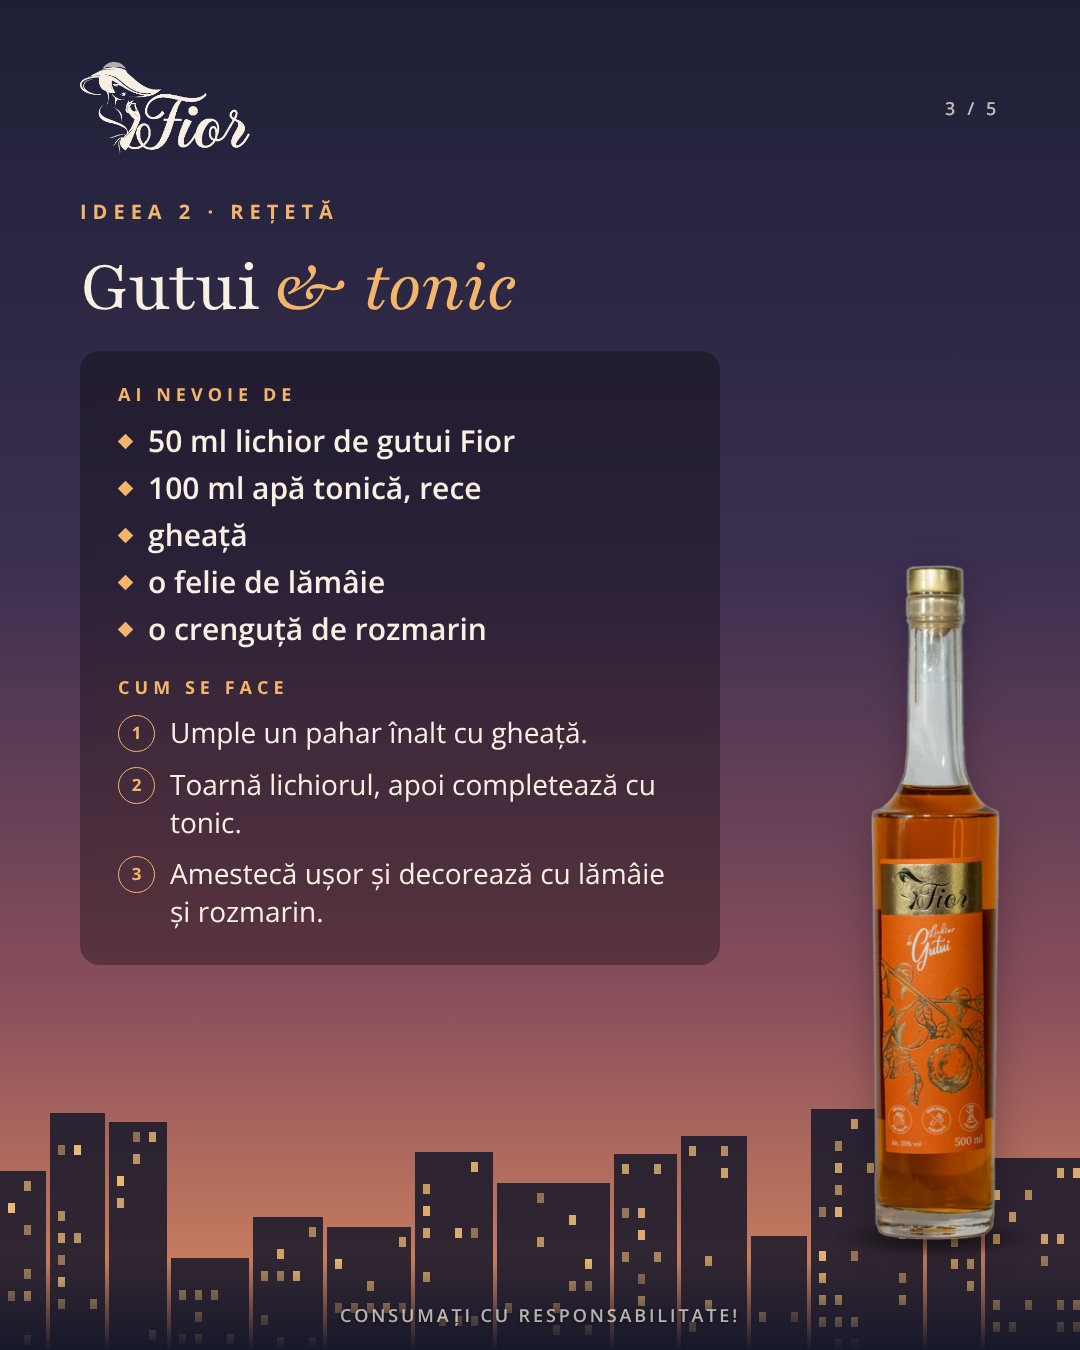 Fior
3 / 5
IDEEA 2 · REȚETĂ
Gutui & tonic
AI NEVOIE DE
50 ml lichior de gutui Fior
100 ml apă tonică, rece
gheață
o felie de lămâie
o crenguță de rozmarin
CUM SE FACE
1 Umple un pahar înalt cu gheață.
2 Toarnă lichiorul, apoi completează cu
tonic.
3 Amestecă ușor și decorează cu lămâie
și rozmarin.
Fior
Lichior
de Gutui
Alc. 25% vol
500 ml
CONSUMAȚI CU RESPONSABILITATE!